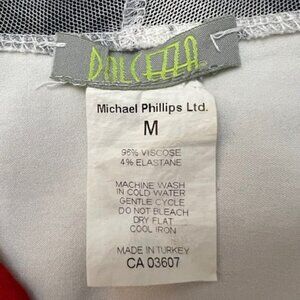 DOLCEZZA
Michael Phillips Ltd.
M
96% VISCOSE
4% ELASTANE
MACHINE WASH
IN COLD WATER
GENTLE CYCLE
DO NOT BLEACH
DRY FLAT
COOL IRON
MADE IN TURKEY
CA 03607